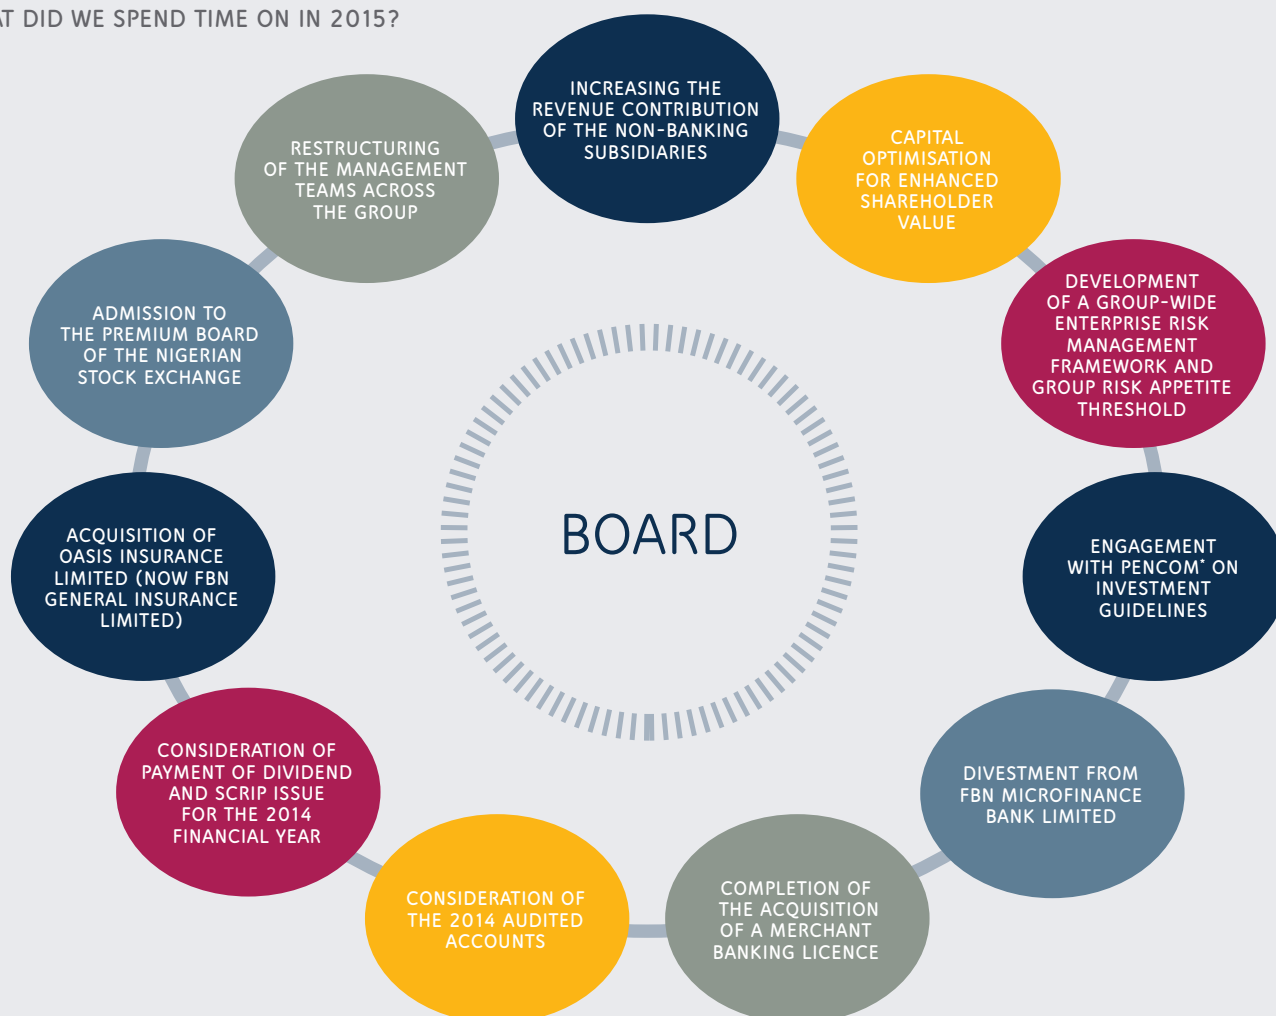 AT DID WE SPEND TIME ON IN 2015?
INCREASING THE
REVENUE CONTRIBUTION
OF THE NON-BANKING
SUBSIDIARIES
CAPITAL
OPTIMISATION
FOR ENHANCED
SHAREHOLDER
VALUE
DEVELOPMENT
OF A GROUP-WIDE
ENTERPRISE RISK
MANAGEMENT
FRAMEWORK AND
GROUP RISK APPETITE
THRESHOLD
ENGAGEMENT
WITH PENCOM* ON
INVESTMENT
GUIDELINES
DIVESTMENT FROM
FBN MICROFINANCE
BANK LIMITED
COMPLETION OF
THE ACQUISITION
OF A MERCHANT
BANKING LICENCE
CONSIDERATION OF
THE 2014 AUDITED
ACCOUNTS
CONSIDERATION OF
PAYMENT OF DIVIDEND
AND SCRIP ISSUE
FOR THE 2014
FINANCIAL YEAR
ACQUISITION OF
OASIS INSURANCE
LIMITED (NOW FBN
GENERAL INSURANCE
LIMITED)
ADMISSION TO
THE PREMIUM BOARD
OF THE NIGERIAN
STOCK EXCHANGE
RESTRUCTURING
OF THE MANAGEMENT
TEAMS ACROSS
THE GROUP
BOARD